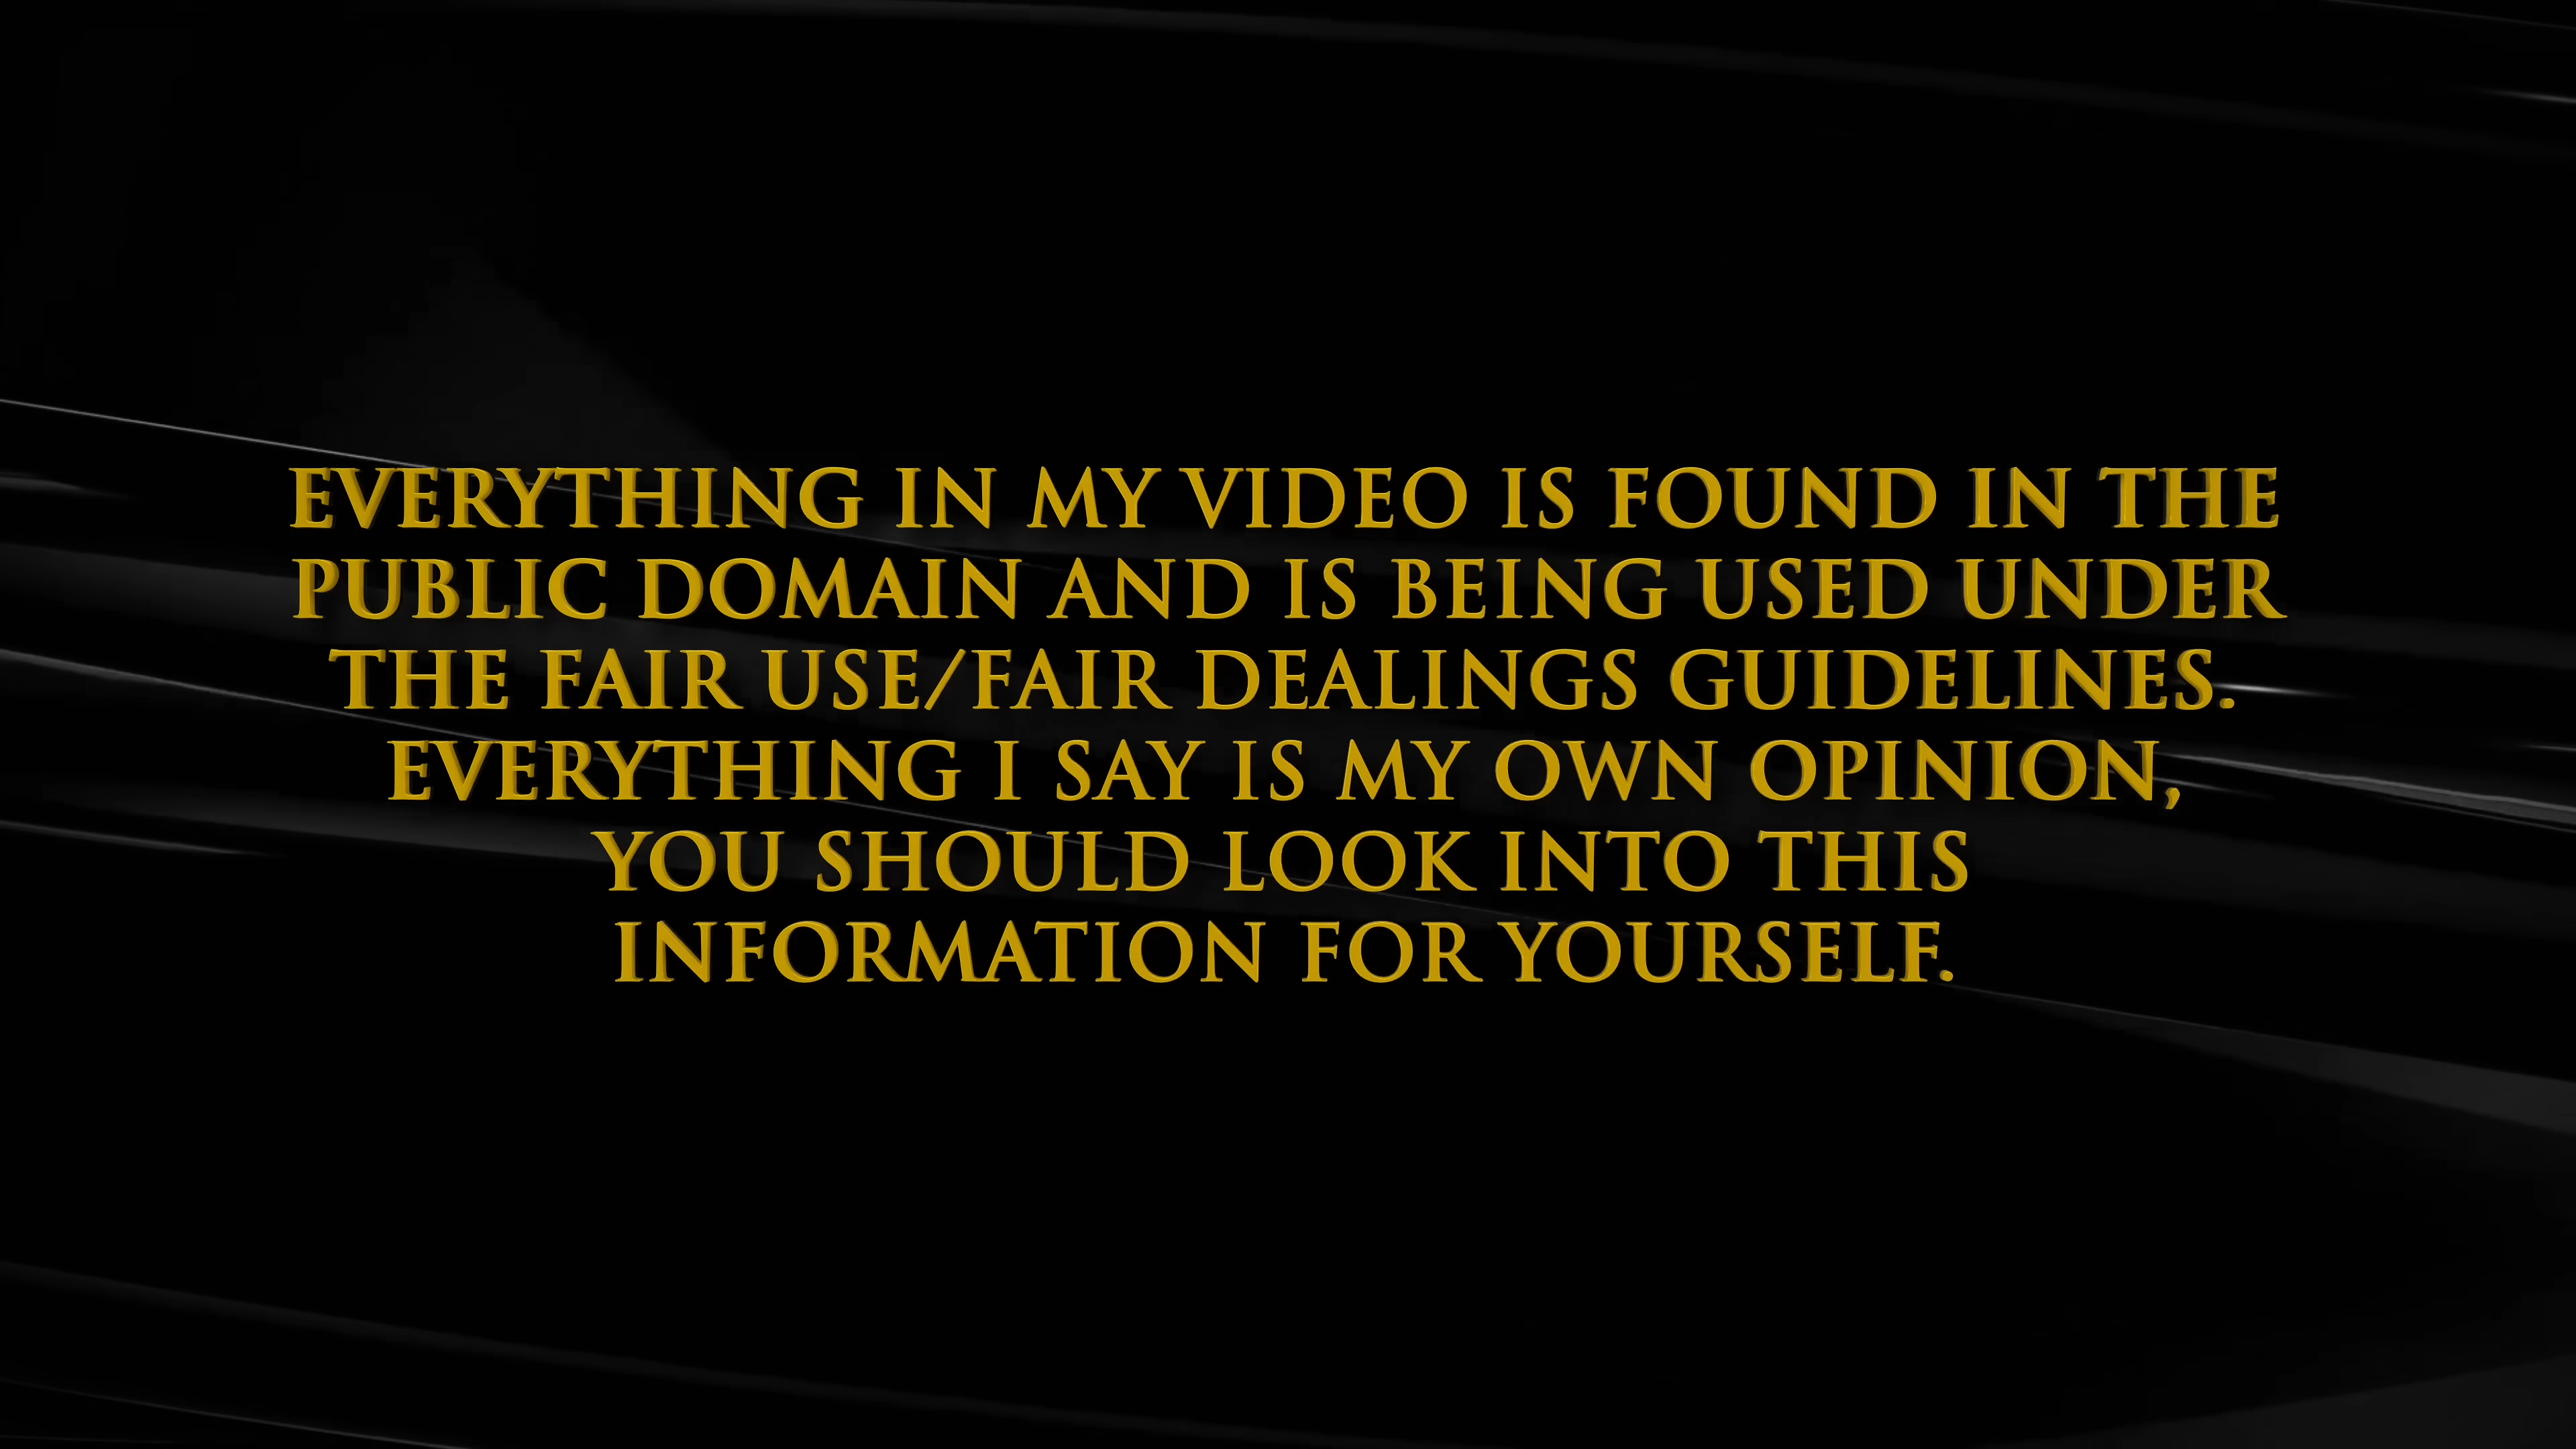 EVERYTHING IN MY VIDEO IS FOUND IN THE
PUBLIC DOMAIN AND IS BEING USED UNDER
THE FAIR USE/FAIR DEALINGS GUIDELINES.
EVERYTHING I SAY IS MY OWN OPINION,
YOU SHOULD LOOK INTO THIS
INFORMATION FOR YOURSELF.